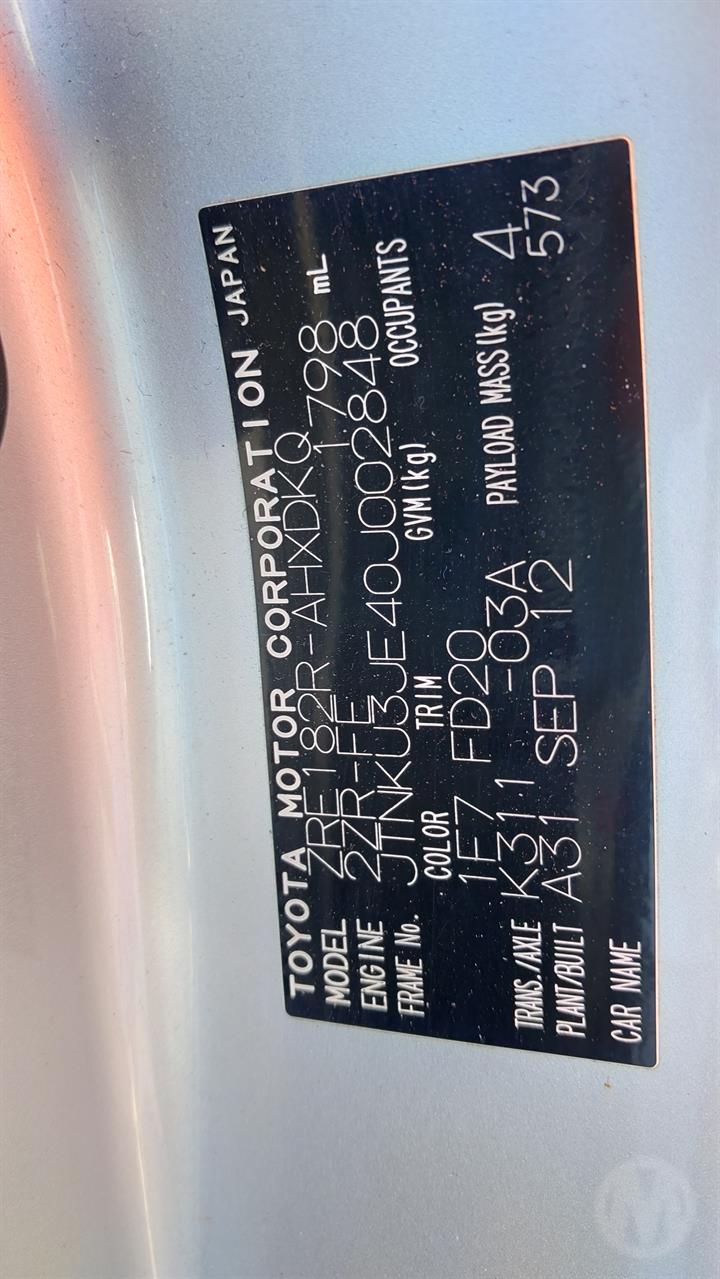 TOYOTA MOTOR CORPORATION JAPAN
MODEL ZRE182R-AHXDKQ
ENGINE 2ZR-FE 1798 mL
FRAME No. JTNKU3JE40J002848
COLOR TRIM GVM(kg) OCCUPANTS
1F7 FD20 4
TRANS./AXLE K311 -03A PAYLOAD MASS(kg) 573
PLANT/BUILT A31 SEP 12
CAR NAME
M